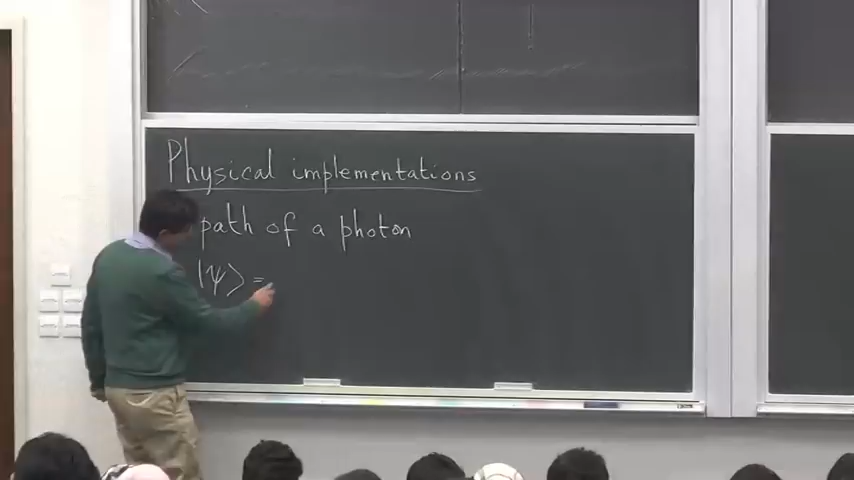 Physical implementations
path of a photon
|ψ⟩ =